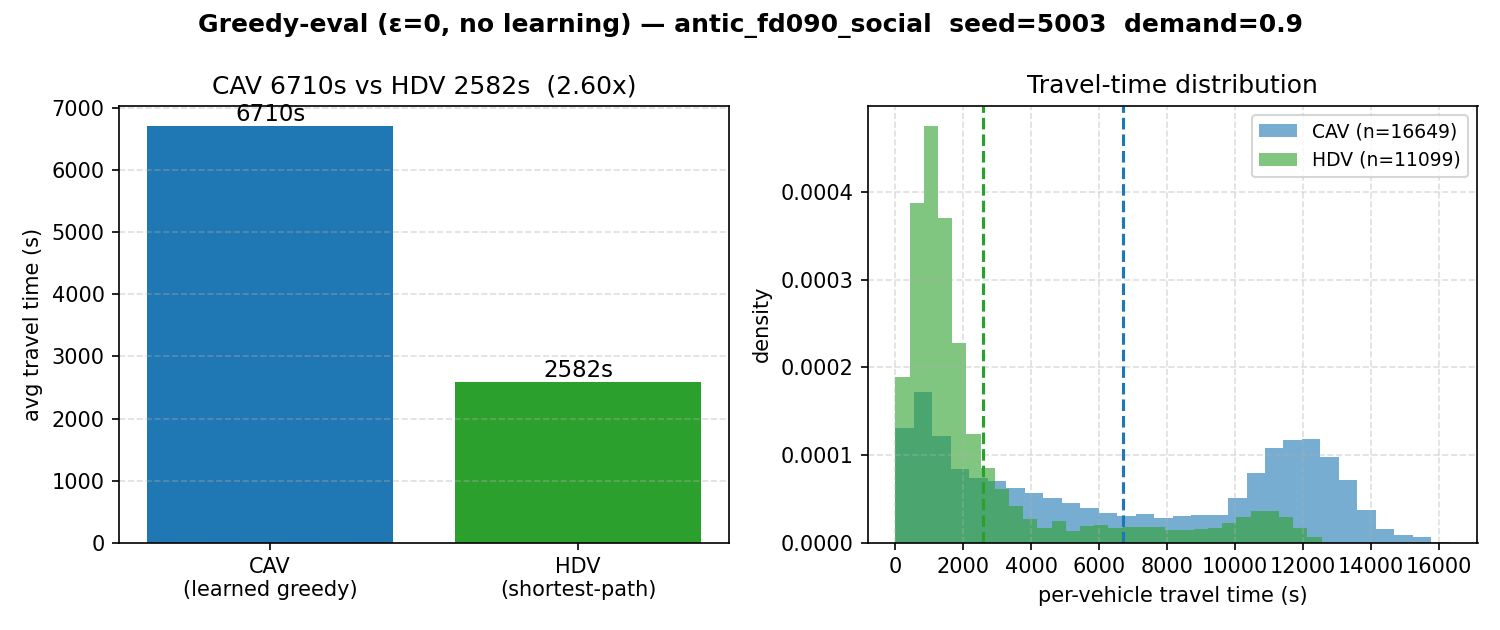 Greedy-eval (ε=0, no learning) — antic_fd090_social  seed=5003  demand=0.9
CAV 6710s vs HDV 2582s  (2.60x)
avg travel time (s)
7000
6000
5000
4000
3000
2000
1000
0
6710s
2582s
CAV
(learned greedy)
HDV
(shortest-path)
Travel-time distribution
density
0.0004
0.0003
0.0002
0.0001
0.0000
CAV (n=16649)
HDV (n=11099)
0 2000 4000 6000 8000 10000 12000 14000 16000
per-vehicle travel time (s)